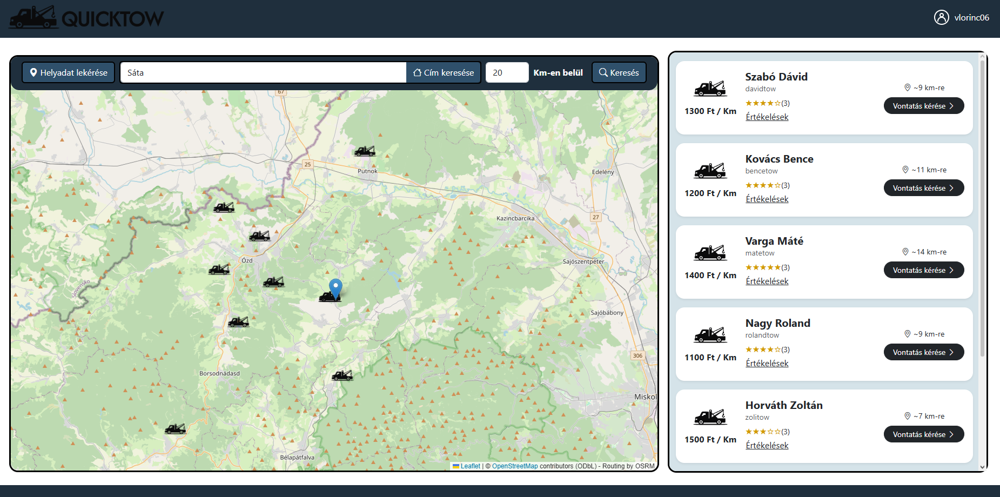 QUICKTOW
vlorinc06
Helyadat lekérése
Sáta
Cím keresése
20
Km-en belül
Keresés
67
25
Putnok
Edelény
Kazincbarcika
27
Ózd
Sajószentpéter
Slovensko
Sajóbábony
306
Borsodnádasd
Miskol
Bélapátfalva
Leaflet | © OpenStreetMap contributors (ODbL) - Routing by OSRM
Szabó Dávid
davidtow
~9 km-re
★★★★☆(3)
1300 Ft / Km
Vontatás kérése
Értékelések
Kovács Bence
bencetow
~11 km-re
★★★★☆(3)
1200 Ft / Km
Vontatás kérése
Értékelések
Varga Máté
matetow
~14 km-re
★★★★★(3)
1400 Ft / Km
Vontatás kérése
Értékelések
Nagy Roland
rolandtow
~9 km-re
★★★★☆(3)
1100 Ft / Km
Vontatás kérése
Értékelések
Horváth Zoltán
zolitow
~7 km-re
★★★☆☆(3)
1500 Ft / Km
Vontatás kérése
Értékelések